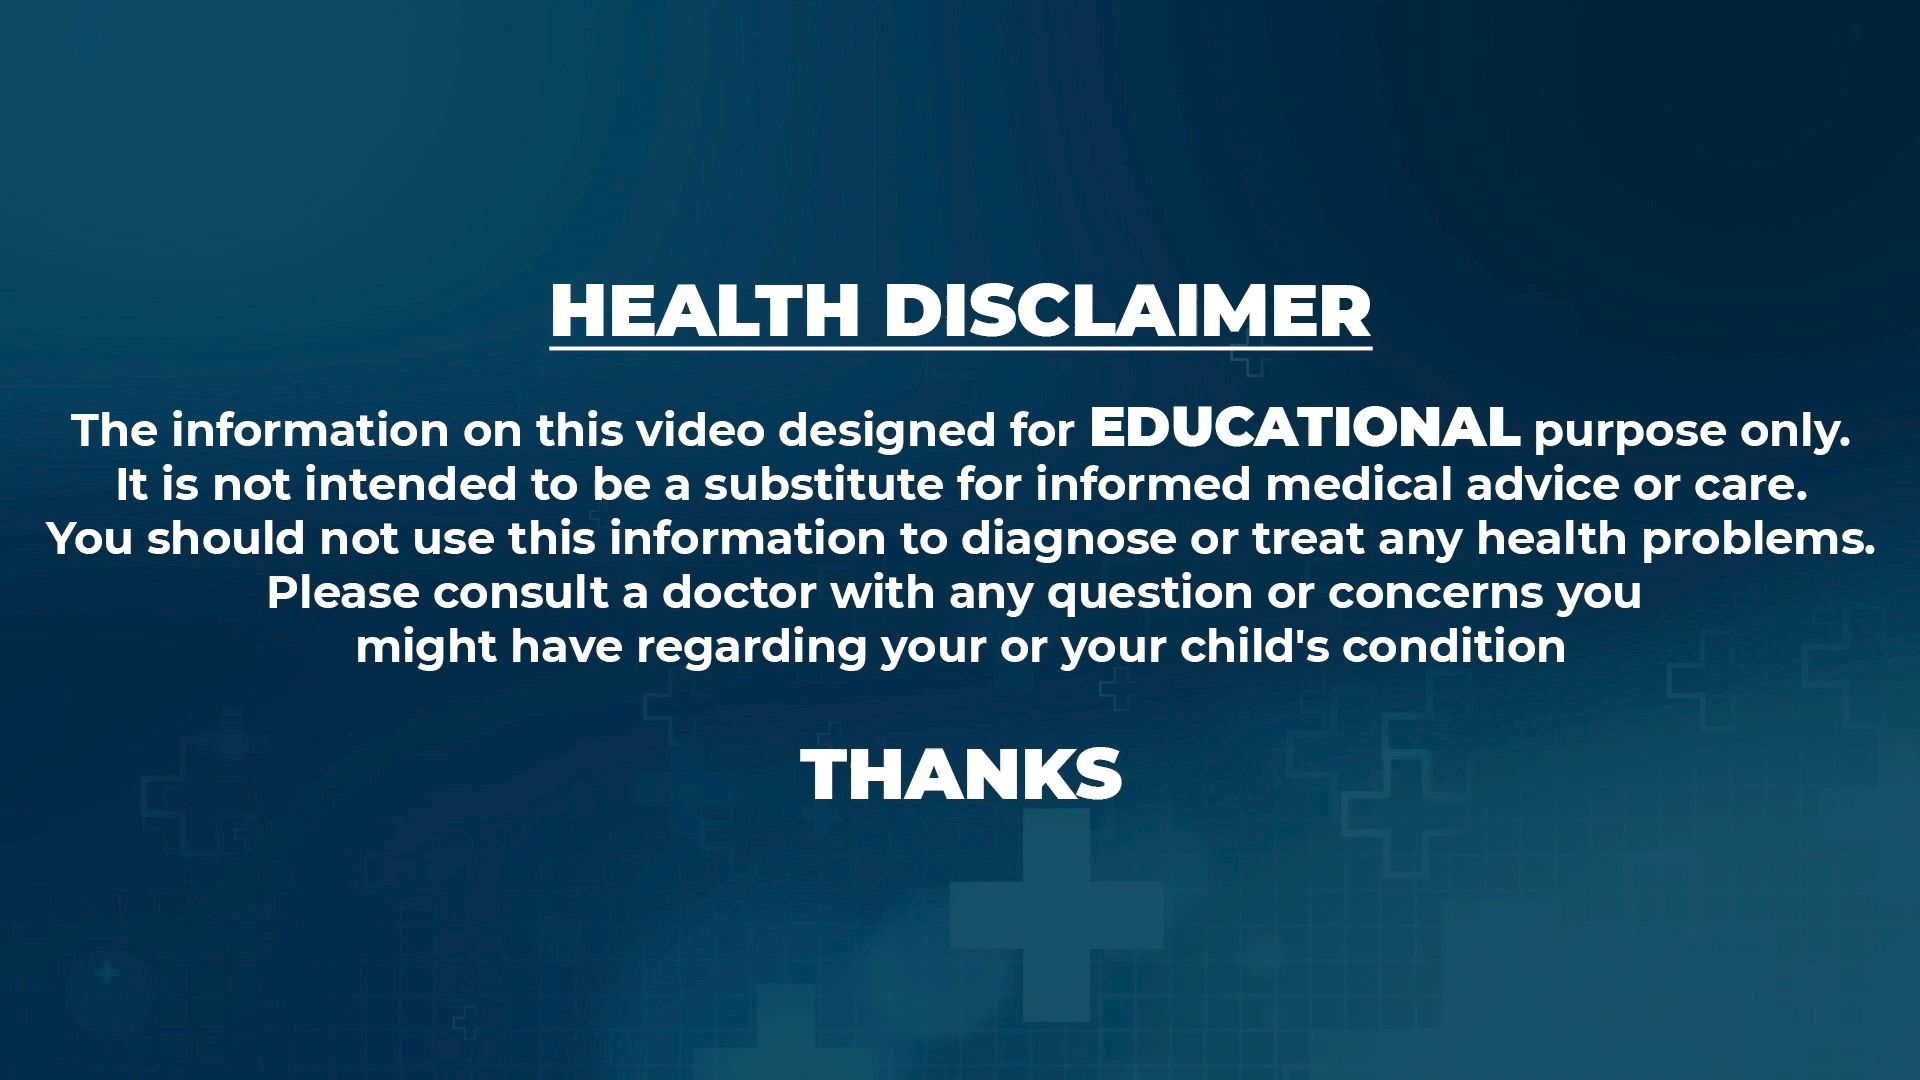 HEALTH DISCLAIMER
The information on this video designed for EDUCATIONAL purpose only.
It is not intended to be a substitute for informed medical advice or care.
You should not use this information to diagnose or treat any health problems.
Please consult a doctor with any question or concerns you
might have regarding your or your child's condition
THANKS